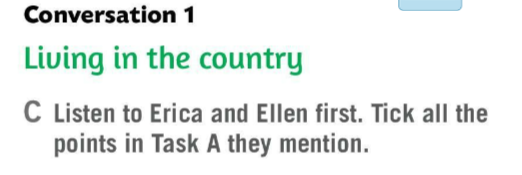 Conversation 1
Living in the country
C Listen to Erica and Ellen first. Tick all the
points in Task A they mention.